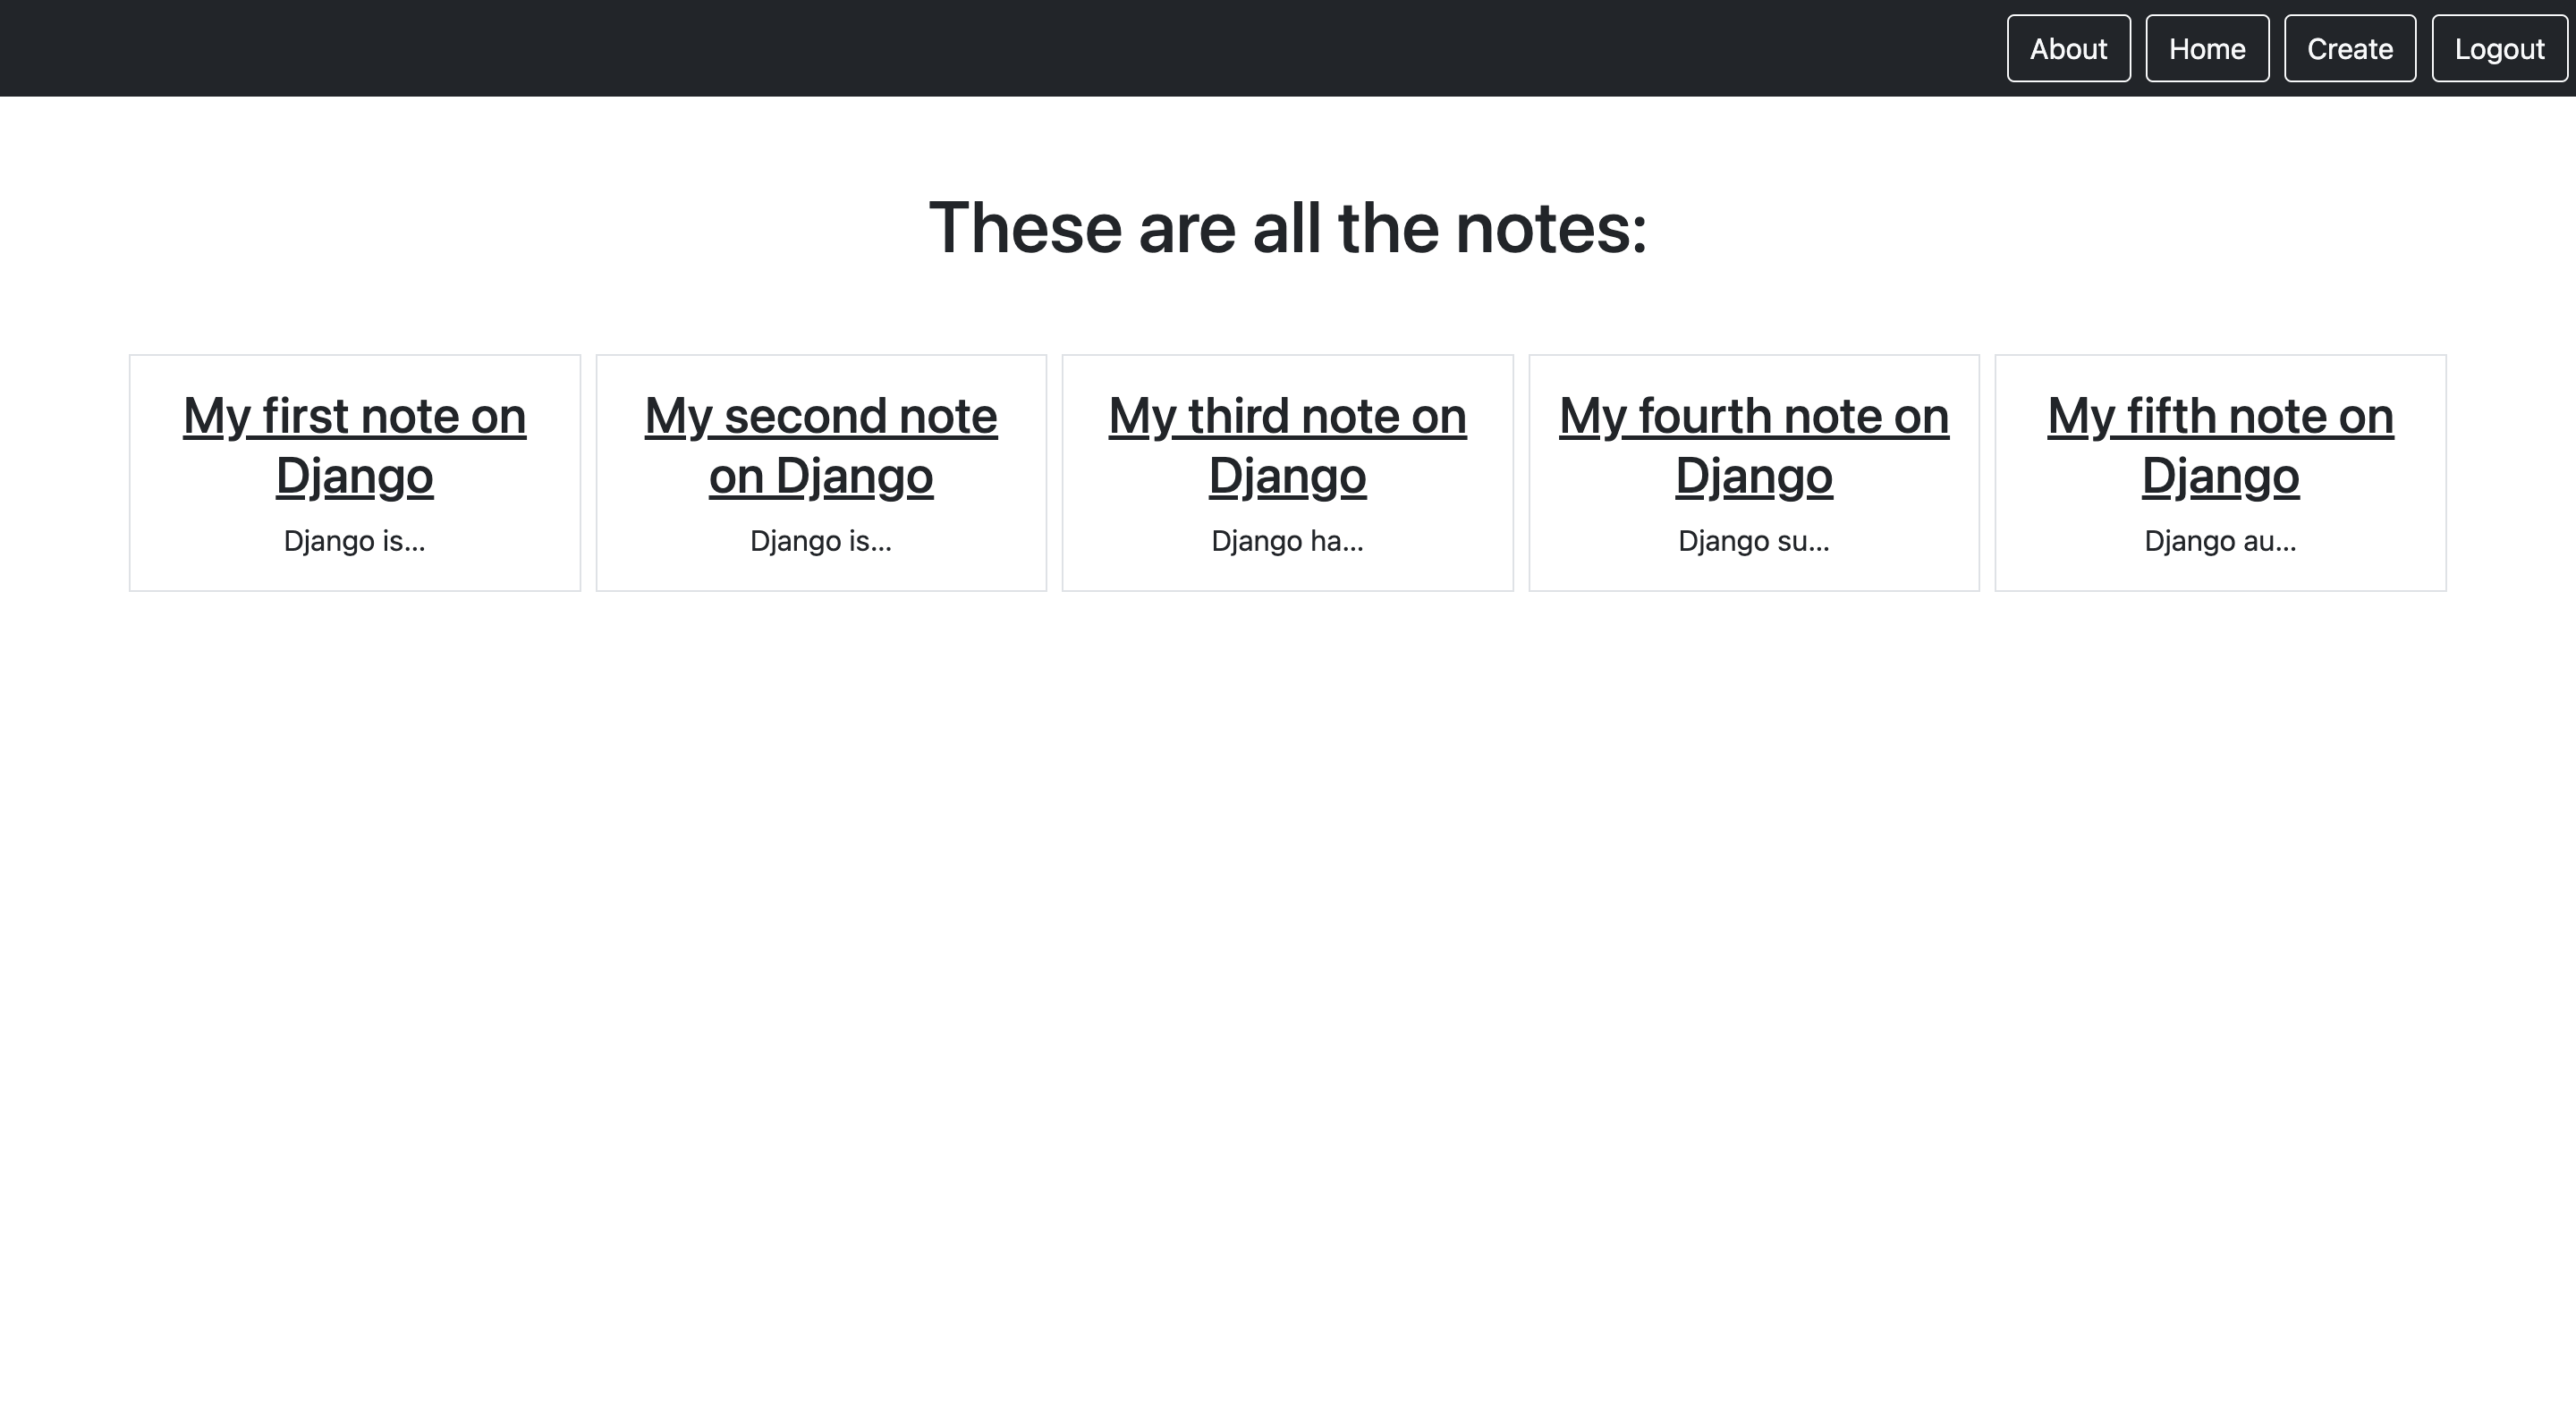 About Home Create Logout
These are all the notes:
My first note on
Django
Django is...
My second note
on Django
Django is...
My third note on
Django
Django ha...
My fourth note on
Django
Django su...
My fifth note on
Django
Django au...